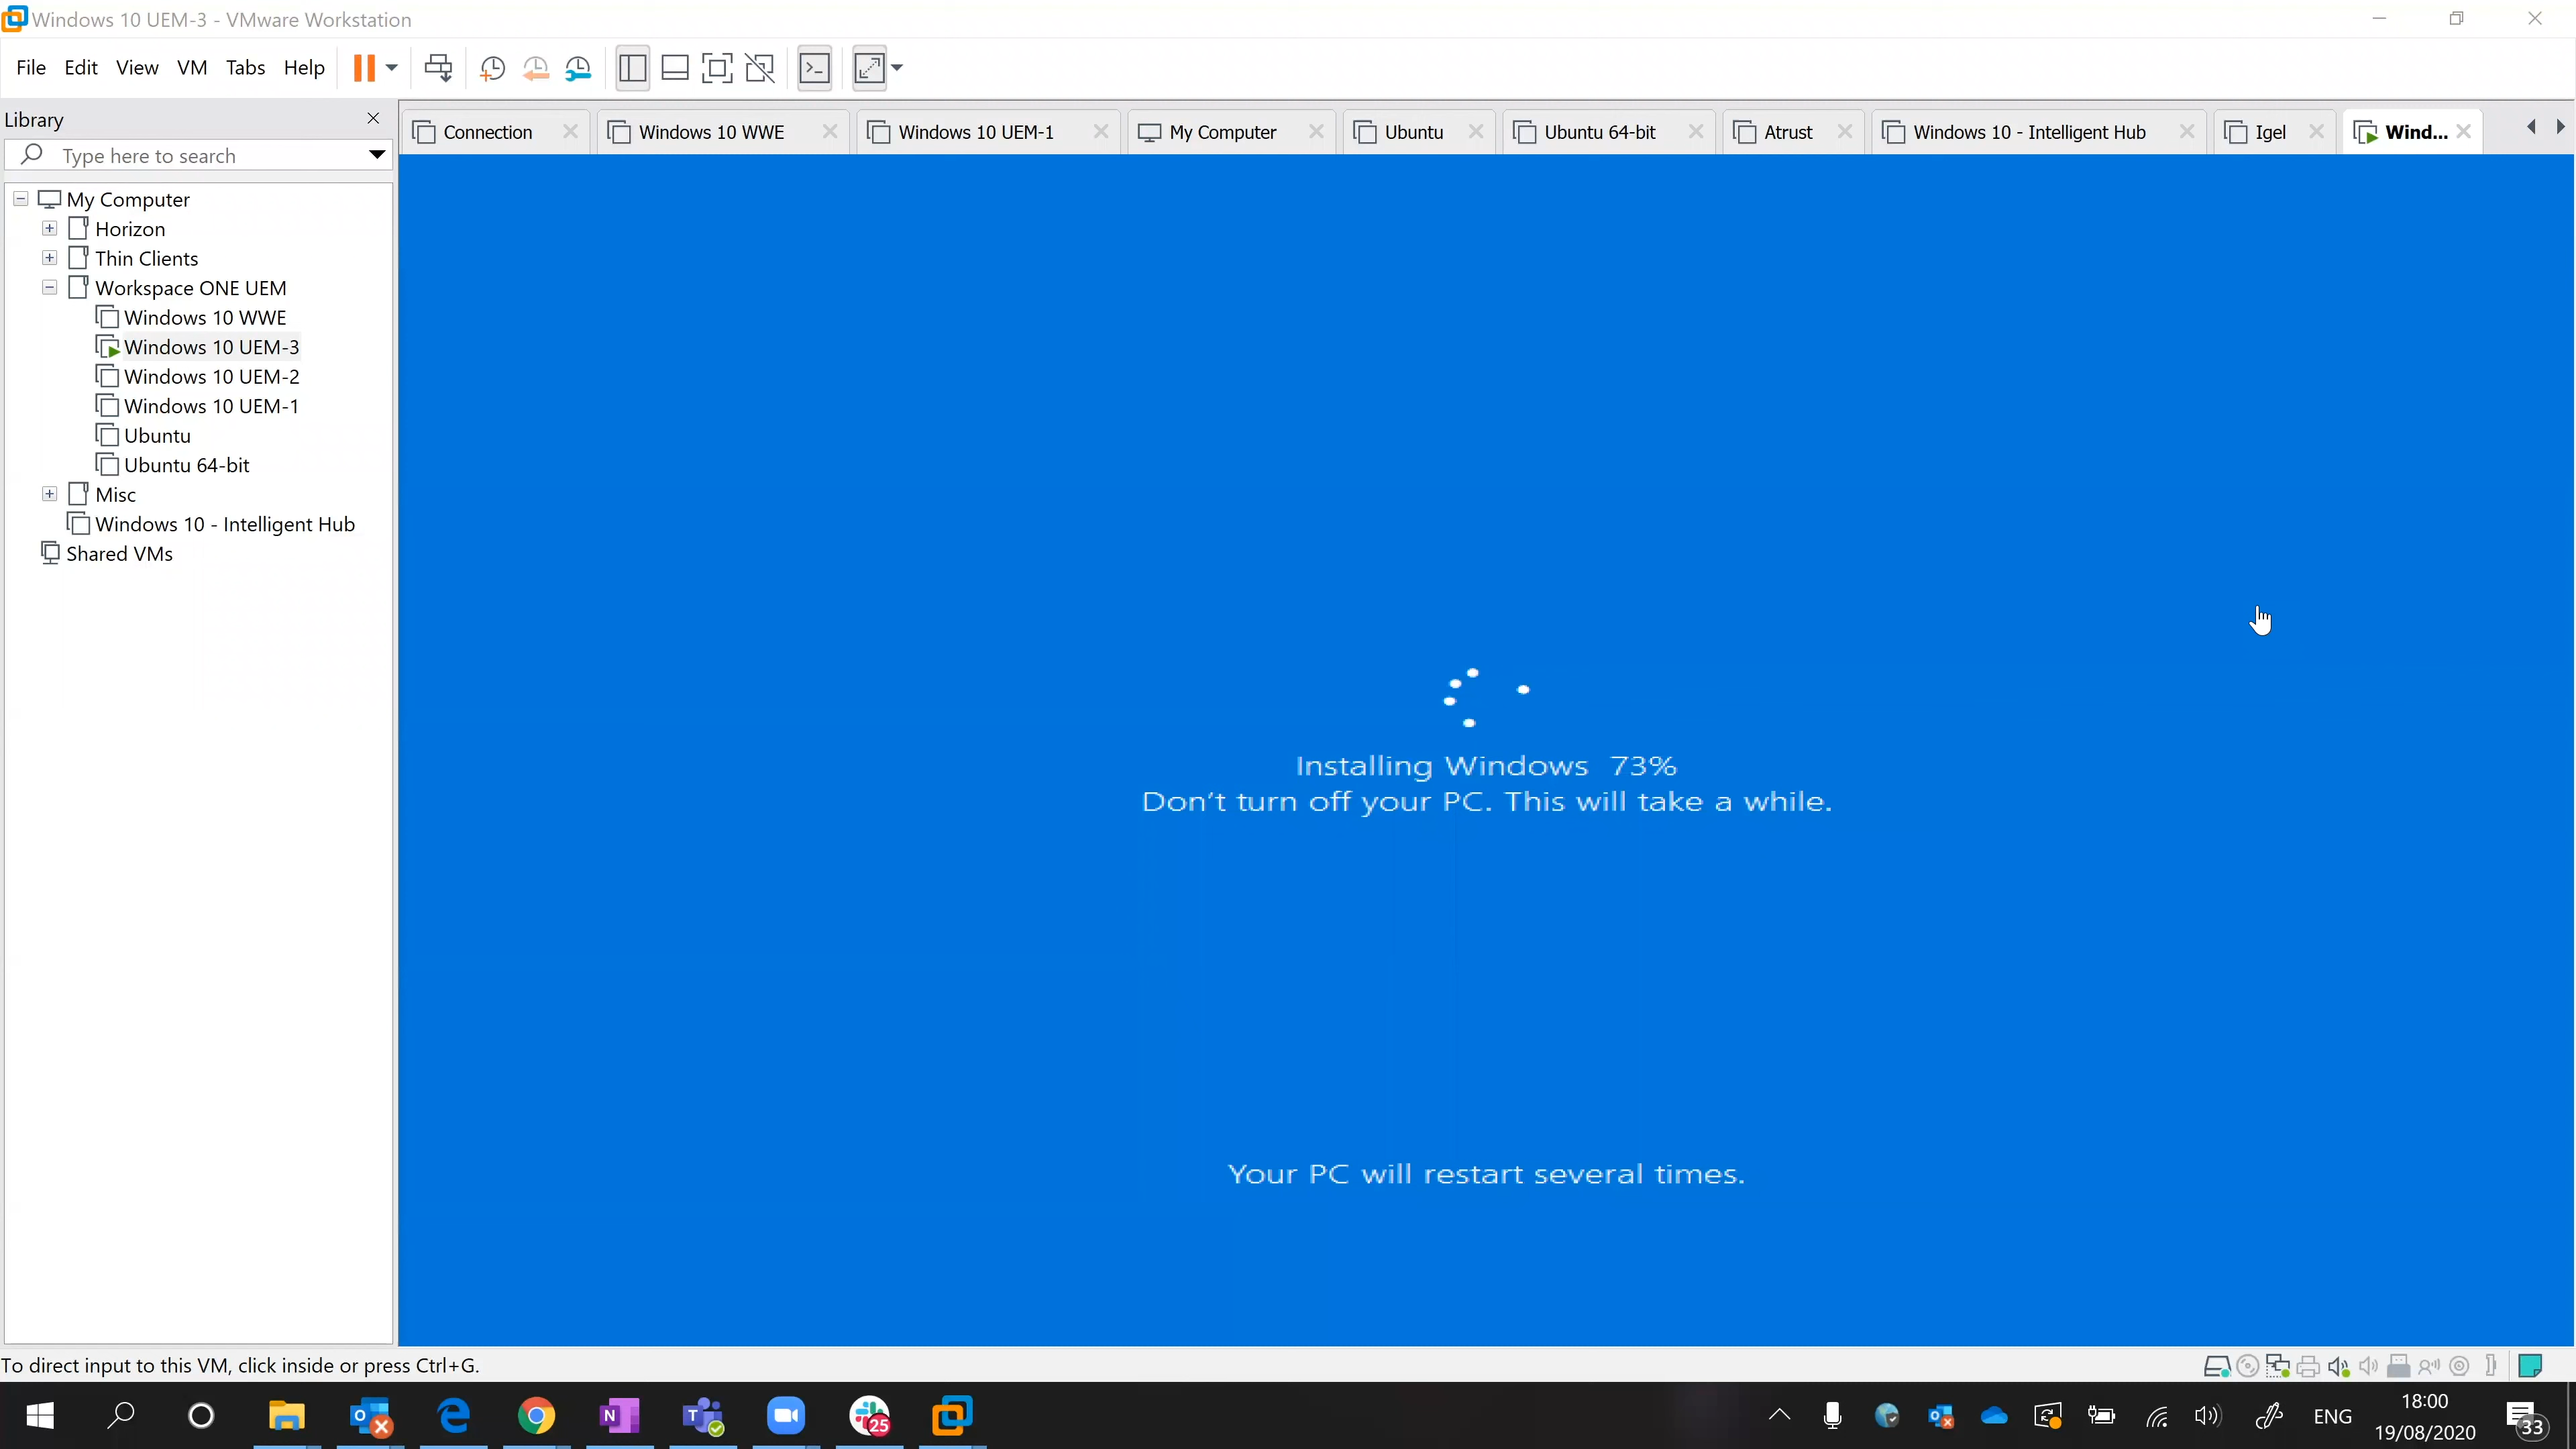 Windows 10 UEM-3 - VMware Workstation
File Edit View VM Tabs Help
Library
Type here to search
Connection
Windows 10 WWE
Windows 10 UEM-1
My Computer
Ubuntu
Ubuntu 64-bit
Atrust
Windows 10 - Intelligent Hub
Igel
Wind...
My Computer
Horizon
Thin Clients
Workspace ONE UEM
Windows 10 WWE
Windows 10 UEM-3
Windows 10 UEM-2
Windows 10 UEM-1
Ubuntu
Ubuntu 64-bit
Misc
Windows 10 - Intelligent Hub
Shared VMs
Installing Windows 73%
Don't turn off your PC. This will take a while.
Your PC will restart several times.
To direct input to this VM, click inside or press Ctrl+G.
25
ENG
18:00
19/08/2020
33